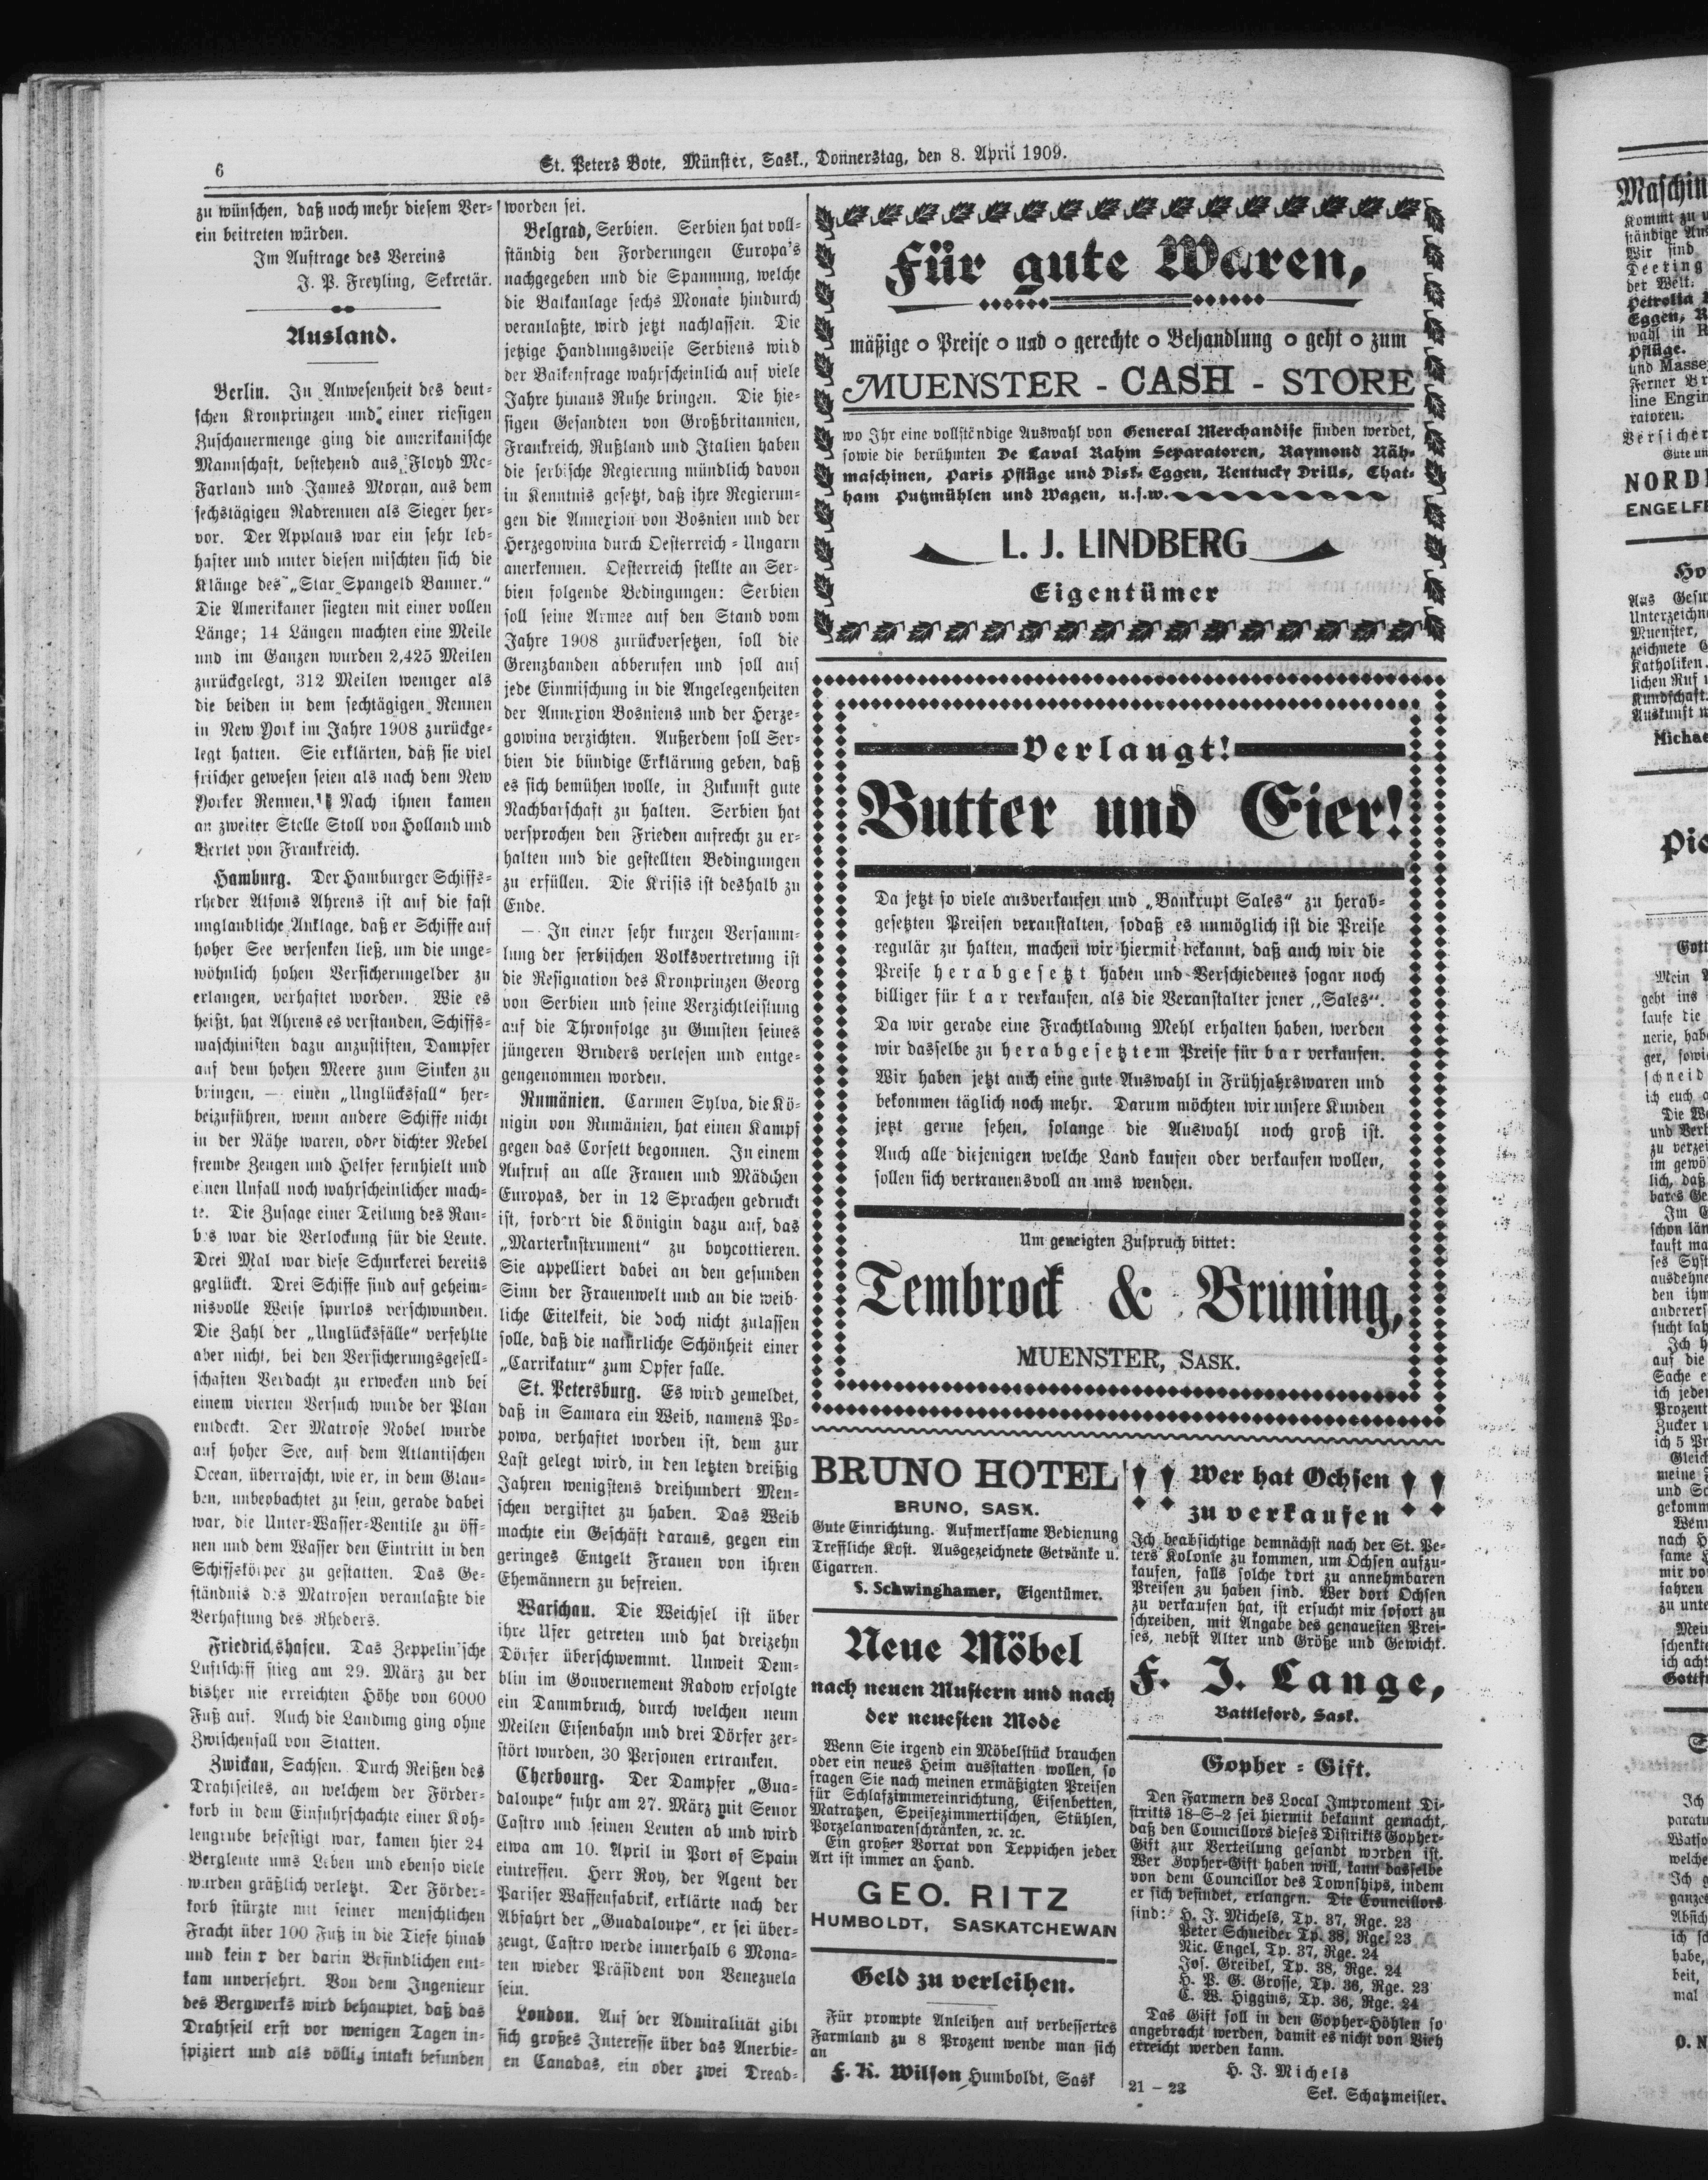 6
St. Peters Bote, Münster, Sask., Donnerstag, den 8. April 1909.
zu wünschen, daß noch mehr diesem Ver-
ein beitreten würden.
Im Auftrage des Vereins
J. P. Freyling, Sekretär.
Ausland.
Berlin. In Anwesenheit des deut-
schen Kronprinzen und einer riesigen
Zuschauermenge ging die amerikanische
Mannschaft, bestehend aus Floyd Mc-
Farland und James Moran, aus dem
sechstägigen Radrennen als Sieger her-
vor. Der Applaus war ein sehr leb-
hafter und unter diesen mischten sich die
Klänge des „Star Spangeld Banner."
Die Amerikaner siegten mit einer vollen
Länge; 14 Längen machten eine Meile
und im Ganzen wurden 2,425 Meilen
zurückgelegt, 312 Meilen weniger als
die beiden in dem sechtägigen Rennen
in New York im Jahre 1908 zurückge-
legt hatten. Sie erklärten, daß sie viel
frischer gewesen seien als nach dem New
Yorker Rennen. Nach ihnen kamen
an zweiter Stelle Stoll von Holland und
Bertet von Frankreich.
Hamburg. Der Hamburger Schiffs-
rheder Alfons Ahrens ist auf die fast
unglaubliche Anklage, daß er Schiffe auf
hoher See versenken ließ, um die unge-
wöhnlich hohen Versicherungelder zu
erlangen, verhaftet worden. Wie es
heißt, hat Ahrens es verstanden, Schiffs-
maschinisten dazu anzustiften, Dampfer
auf dem hohen Meere zum Sinken zu
bringen, — einen „Unglücksfall" her-
beizuführen, wenn andere Schiffe nicht
in der Nähe waren, oder dichter Nebel
fremde Zeugen und Helfer fernhielt und
einen Unfall noch wahrscheinlicher mach-
te. Die Zusage einer Teilung des Rau-
bes war die Verlockung für die Leute.
Drei Mal war diese Schurkerei bereits
geglückt. Drei Schiffe sind auf geheim-
nisvolle Weise spurlos verschwunden.
Die Zahl der „Unglücksfälle" verfehlte
aber nicht, bei den Versicherungsgesell-
schaften Verdacht zu erwecken und bei
einem vierten Versuch wurde der Plan
entdeckt. Der Matrose Nobel wurde
auf hoher See, auf dem Atlantischen
Ocean, überrascht, wie er, in dem Glau-
ben, unbeobachtet zu sein, gerade dabei
war, die Unter-Wasser-Ventile zu öff-
nen und dem Wasser den Eintritt in den
Schiffskörper zu gestatten. Das Ge-
ständnis des Matrosen veranlaßte die
Verhaftung des Rheders.
Friedrichshafen. Das Zeppelin'sche
Luftschiff stieg am 29. März zu der
bisher nie erreichten Höhe von 6000
Fuß auf. Auch die Landung ging ohne
Zwischenfall von Statten.
Zwickau, Sachsen. Durch Reißen des
Drahtseiles, an welchem der Förder-
korb in dem Einfuhrschachte einer Koh-
lengrube befestigt war, kamen hier 24
Bergleute ums Leben und ebenso viele
wurden gräßlich verletzt. Der Förder-
korb stürzte mit seiner menschlichen
Fracht über 100 Fuß in die Tiefe hinab
und keiner der darin Befindlichen ent-
kam unversehrt. Von dem Ingenieur
des Bergwerks wird behauptet, daß das
Drahtseil erst vor wenigen Tagen in-
spiziert und als völlig intakt befunden
worden sei.
Belgrad, Serbien. Serbien hat voll-
ständig den Forderungen Europa's
nachgegeben und die Spannung, welche
die Balkanlage sechs Monate hindurch
veranlaßte, wird jetzt nachlassen. Die
jetzige Handlungsweise Serbiens wird
der Balkenfrage wahrscheinlich auf viele
Jahre hinaus Ruhe bringen. Die hie-
sigen Gesandten von Großbritannien,
Frankreich, Rußland und Italien haben
die serbische Regierung mündlich davon
in Kenntnis gesetzt, daß ihre Regierun-
gen die Annexion von Bosnien und der
Herzegowina durch Oesterreich-Ungarn
anerkennen. Oesterreich stellte an Ser-
bien folgende Bedingungen: Serbien
soll seine Armee auf den Stand vom
Jahre 1908 zurückversetzen, soll die
Grenzbanden abberufen und soll auf
jede Einmischung in die Angelegenheiten
der Annexion Bosniens und der Herze-
gowina verzichten. Außerdem soll Ser-
bien die bündige Erklärung geben, daß
es sich bemühen wolle, in Zukunft gute
Nachbarschaft zu halten. Serbien hat
versprochen den Frieden aufrecht zu er-
halten und die gestellten Bedingungen
zu erfüllen. Die Krisis ist deshalb zu
Ende.
— In einer sehr kurzen Versamm-
lung der serbischen Volksvertretung ist
die Resignation des Kronprinzen Georg
von Serbien und seine Verzichtleistung
auf die Thronfolge zu Gunsten seines
jüngeren Bruders verlesen und entge-
gengenommen worden.
Rumänien. Carmen Sylva, die Kö-
nigin von Rumänien, hat einen Kampf
gegen das Corsett begonnen. In einem
Aufruf an alle Frauen und Mädchen
Europas, der in 12 Sprachen gedruckt
ist, fordert die Königin dazu auf, das
„Marterinstrument" zu boycottieren.
Sie appelliert dabei an den gesunden
Sinn der Frauenwelt und an die weib-
liche Eitelkeit, die doch nicht zulassen
solle, daß die natürliche Schönheit einer
„Carrikatur" zum Opfer falle.
St. Petersburg. Es wird gemeldet,
daß in Samara ein Weib, namens Po-
powa, verhaftet worden ist, dem zur
Last gelegt wird, in den letzten dreißig
Jahren wenigstens dreihundert Men-
schen vergiftet zu haben. Das Weib
machte ein Geschäft daraus, gegen ein
geringes Entgelt Frauen von ihren
Ehemännern zu befreien.
Warschau. Die Weichsel ist über
ihre Ufer getreten und hat dreizehn
Dörfer überschwemmt. Unweit Dem-
blin im Gouvernement Radow erfolgte
ein Dammbruch, durch welchen neun
Meilen Eisenbahn und drei Dörfer zer-
stört wurden, 30 Personen ertranken.
Cherbourg. Der Dampfer „Gua-
daloupe" fuhr am 27. März mit Senor
Castro und seinen Leuten ab und wird
etwa am 10. April in Port of Spain
eintreffen. Herr Roy, der Agent der
Pariser Waffenfabrik, erklärte nach der
Abfahrt der „Guadaloupe", er sei über-
zeugt, Castro werde innerhalb 6 Mona-
ten wieder Präsident von Venezuela
sein.
London. Auf der Admiralität gibt
sich großes Interesse über das Anerbie-
en Canadas, ein oder zwei Dread-
Für gute Waren,
mäßige o Preise o und o gerechte o Behandlung o geht o zum
MUENSTER - CASH - STORE
wo Ihr eine vollständige Auswahl von General Merchandise finden werdet,
sowie die berühmten De Laval Rahm Separatoren, Raymond Näh-
maschinen, Paris Pflüge und Disk-Eggen, Kentucky Drills, Chat-
ham Putzmühlen und Wagen, u.s.w.
L. J. LINDBERG
Eigentümer
Verlangt!
Butter und Eier!
Da jetzt so viele ausverkaufen und „Bankrupt Sales" zu herab-
gesetzten Preisen veranstalten, sodaß es unmöglich ist die Preise
regulär zu halten, machen wir hiermit bekannt, daß auch wir die
Preise herabgesetzt haben und Verschiedenes sogar noch
billiger für bar verkaufen, als die Veranstalter jener „Sales".
Da wir gerade eine Frachtladung Mehl erhalten haben, werden
wir dasselbe zu herabgesetztem Preise für bar verkaufen.
Wir haben jetzt auch eine gute Auswahl in Frühjahrswaren und
bekommen täglich noch mehr. Darum möchten wir unsere Kunden
jetzt gerne sehen, solange die Auswahl noch groß ist.
Auch alle diejenigen welche Land kaufen oder verkaufen wollen,
sollen sich vertrauensvoll an uns wenden.
Um geneigten Zuspruch bittet:
Tembrock & Bruning,
MUENSTER, SASK.
BRUNO HOTEL
BRUNO, SASK.
Gute Einrichtung. Aufmerksame Bedienung
Treffliche Kost. Ausgezeichnete Getränke u.
Cigarren.
S. Schwinghamer, Eigentümer.
Neue Möbel
nach neuen Mustern und nach
der neuesten Mode
Wenn Sie irgend ein Möbelstück brauchen
oder ein neues Heim ausstatten wollen, so
fragen Sie nach meinen ermäßigten Preisen
für Schlafzimmereinrichtung, Eisenbetten,
Matratzen, Speisezimmertischen, Stühlen,
Porzelanwarenschränken, ꝛc. ꝛc.
Ein großer Vorrat von Teppichen jeder
Art ist immer an Hand.
GEO. RITZ
HUMBOLDT, SASKATCHEWAN
Geld zu verleihen.
Für prompte Anleihen auf verbessertes
Farmland zu 8 Prozent wende man sich
an
F. K. Wilson, Humboldt, Sask
!! Wer hat Ochsen !!
zu verkaufen
Ich beabsichtige demnächst nach der St. Pe-
ters Kolonie zu kommen, um Ochsen aufzu-
kaufen, falls solche dort zu annehmbaren
Preisen zu haben sind. Wer dort Ochsen
zu verkaufen hat, ist ersucht mir sofort zu
schreiben, mit Angabe des genauesten Prei-
ses, nebst Alter und Größe und Gewicht.
F. J. Lange,
Battleford, Sask.
Gopher-Gift.
Den Farmern des Local Improment Di-
strikts 18-S-2 sei hiermit bekannt gemacht,
daß den Councillors dieses Distrikts Gopher-
Gift zur Verteilung gesandt worden ist.
Wer Gopher-Gift haben will, kann dasselbe
von dem Councillor des Townships, indem
er sich befindet, erlangen. Die Councillors
sind: H. J. Michels, Tp. 37, Rge. 23
Peter Schneider Tp. 38, Rge. 23
Nic. Engel, Tp. 37, Rge. 24
Jos. Greibel, Tp. 38, Rge. 24
H. P. G. Grosse, Tp. 36, Rge. 23
C. W. Higgins, Tp. 36, Rge. 24
Das Gift soll in den Gopher-Höhlen so
angebracht werden, damit es nicht von Vieh
erreicht werden kann.
H. J. Michels
21 – 23 Sek. Schatzmeister.